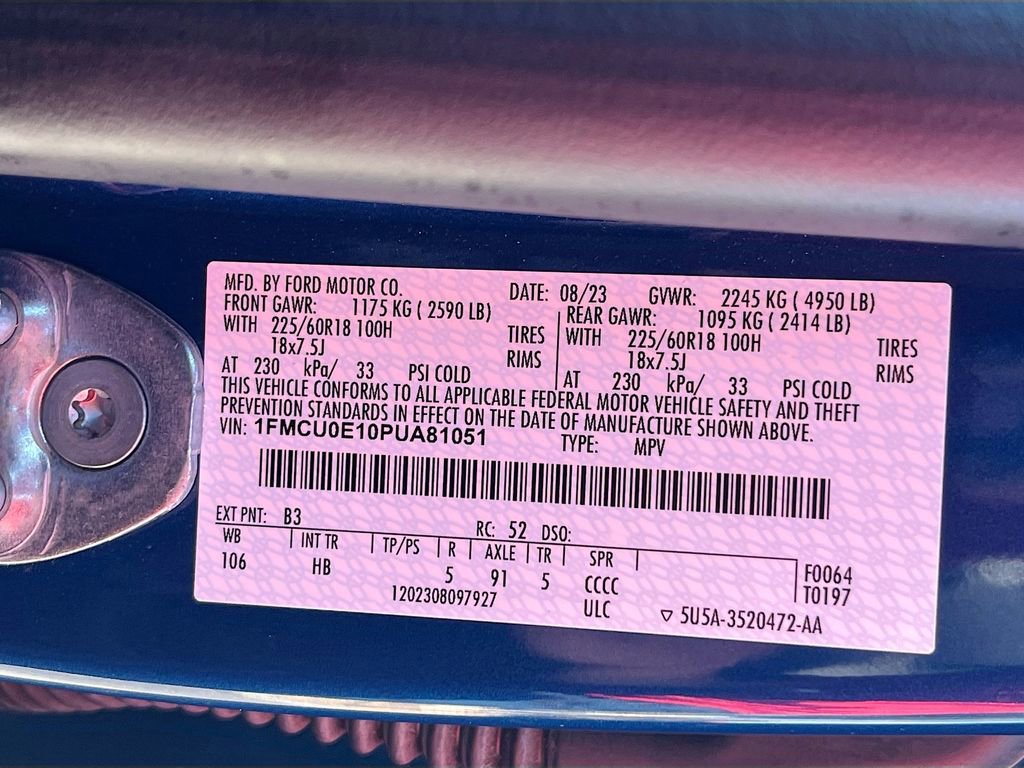 MFD. BY FORD MOTOR CO. DATE: 08/23 GVWR: 2245 KG ( 4950 LB)
FRONT GAWR: 1175 KG ( 2590 LB) REAR GAWR: 1095 KG ( 2414 LB)
WITH 225/60R18 100H TIRES WITH 225/60R18 100H TIRES
18x7.5J RIMS 18x7.5J RIMS
AT 230 kPa/ 33 PSI COLD AT 230 kPa/ 33 PSI COLD
THIS VEHICLE CONFORMS TO ALL APPLICABLE FEDERAL MOTOR VEHICLE SAFETY AND THEFT
PREVENTION STANDARDS IN EFFECT ON THE DATE OF MANUFACTURE SHOWN ABOVE.
VIN: 1FMCU0E10PUA81051 TYPE: MPV
EXT PNT: B3 RC: 52 DSO:
WB INT TR TP/PS R AXLE TR SPR
106 HB 5 91 5 CCCC F0064
1202308097927 ULC T0197
5U5A-3520472-AA